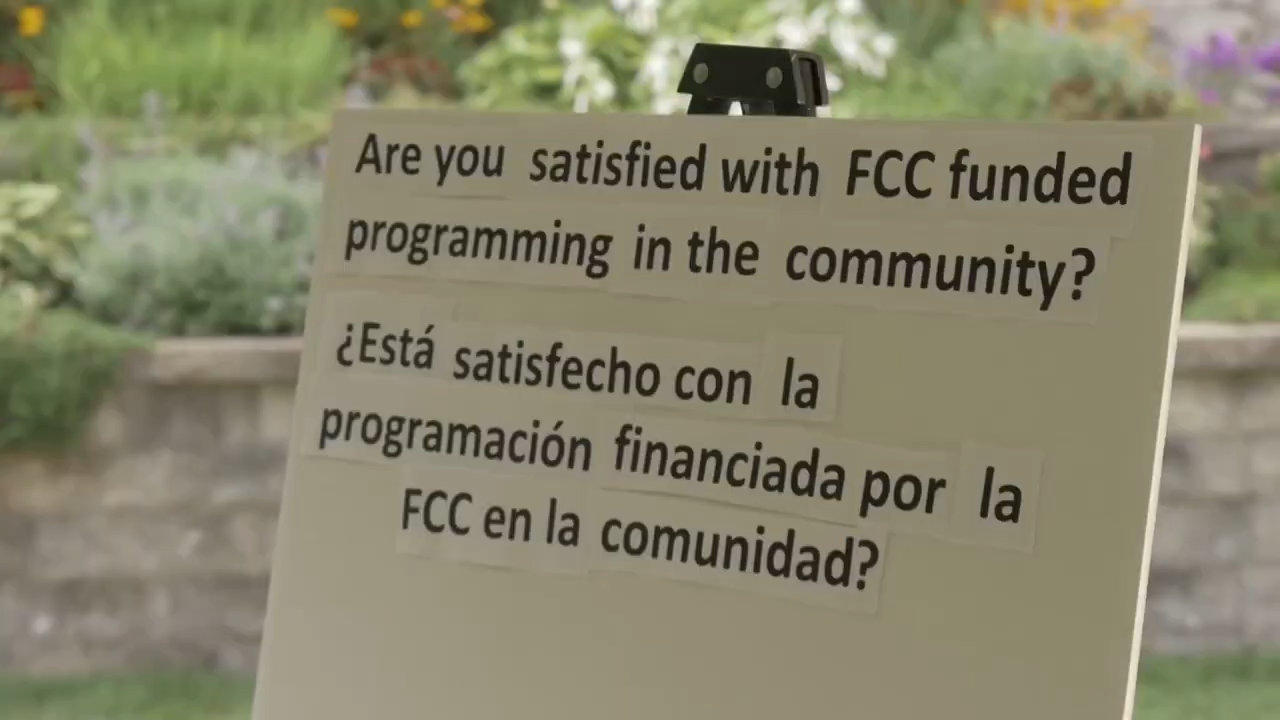 Are you satisfied with FCC funded
programming in the community?
¿Está satisfecho con la
programación financiada por la
FCC en la comunidad?